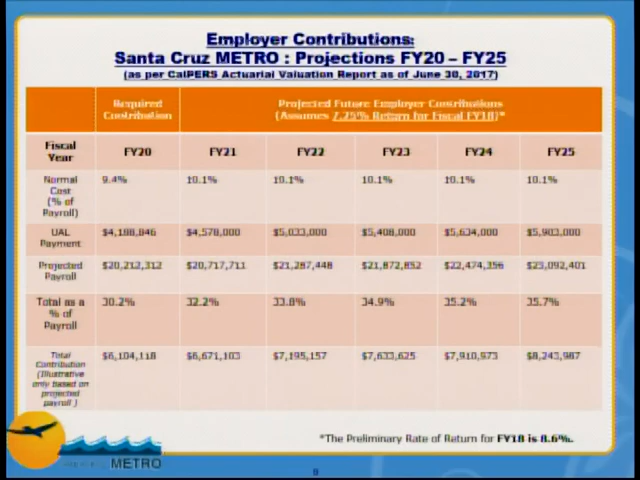 Employer Contributions:
Santa Cruz METRO : Projections FY20 – FY25
(as per CalPERS Actuarial Valuation Report as of June 30, 2017)
Required Contribution Projected Future Employer Contributions
(Assumes 7.25% Return for Fiscal FY18)*
Fiscal Year FY20 FY21 FY22 FY23 FY24 FY25
Normal Cost (% of Payroll) 9.4% 10.1% 10.1% 10.1% 10.1% 10.1%
UAL Payment $4,188,846 $4,578,000 $5,033,000 $5,408,000 $5,634,000 $5,903,000
Projected Payroll $20,212,312 $20,717,711 $21,287,448 $21,872,852 $22,474,356 $23,092,401
Total as a % of Payroll 30.2% 32.2% 33.8% 34.9% 35.2% 35.7%
Total Contribution (Illustrative only based on projected payroll) $6,104,118 $6,671,103 $7,195,157 $7,633,625 $7,910,973 $8,243,987
*The Preliminary Rate of Return for FY18 is 8.6%.
METRO